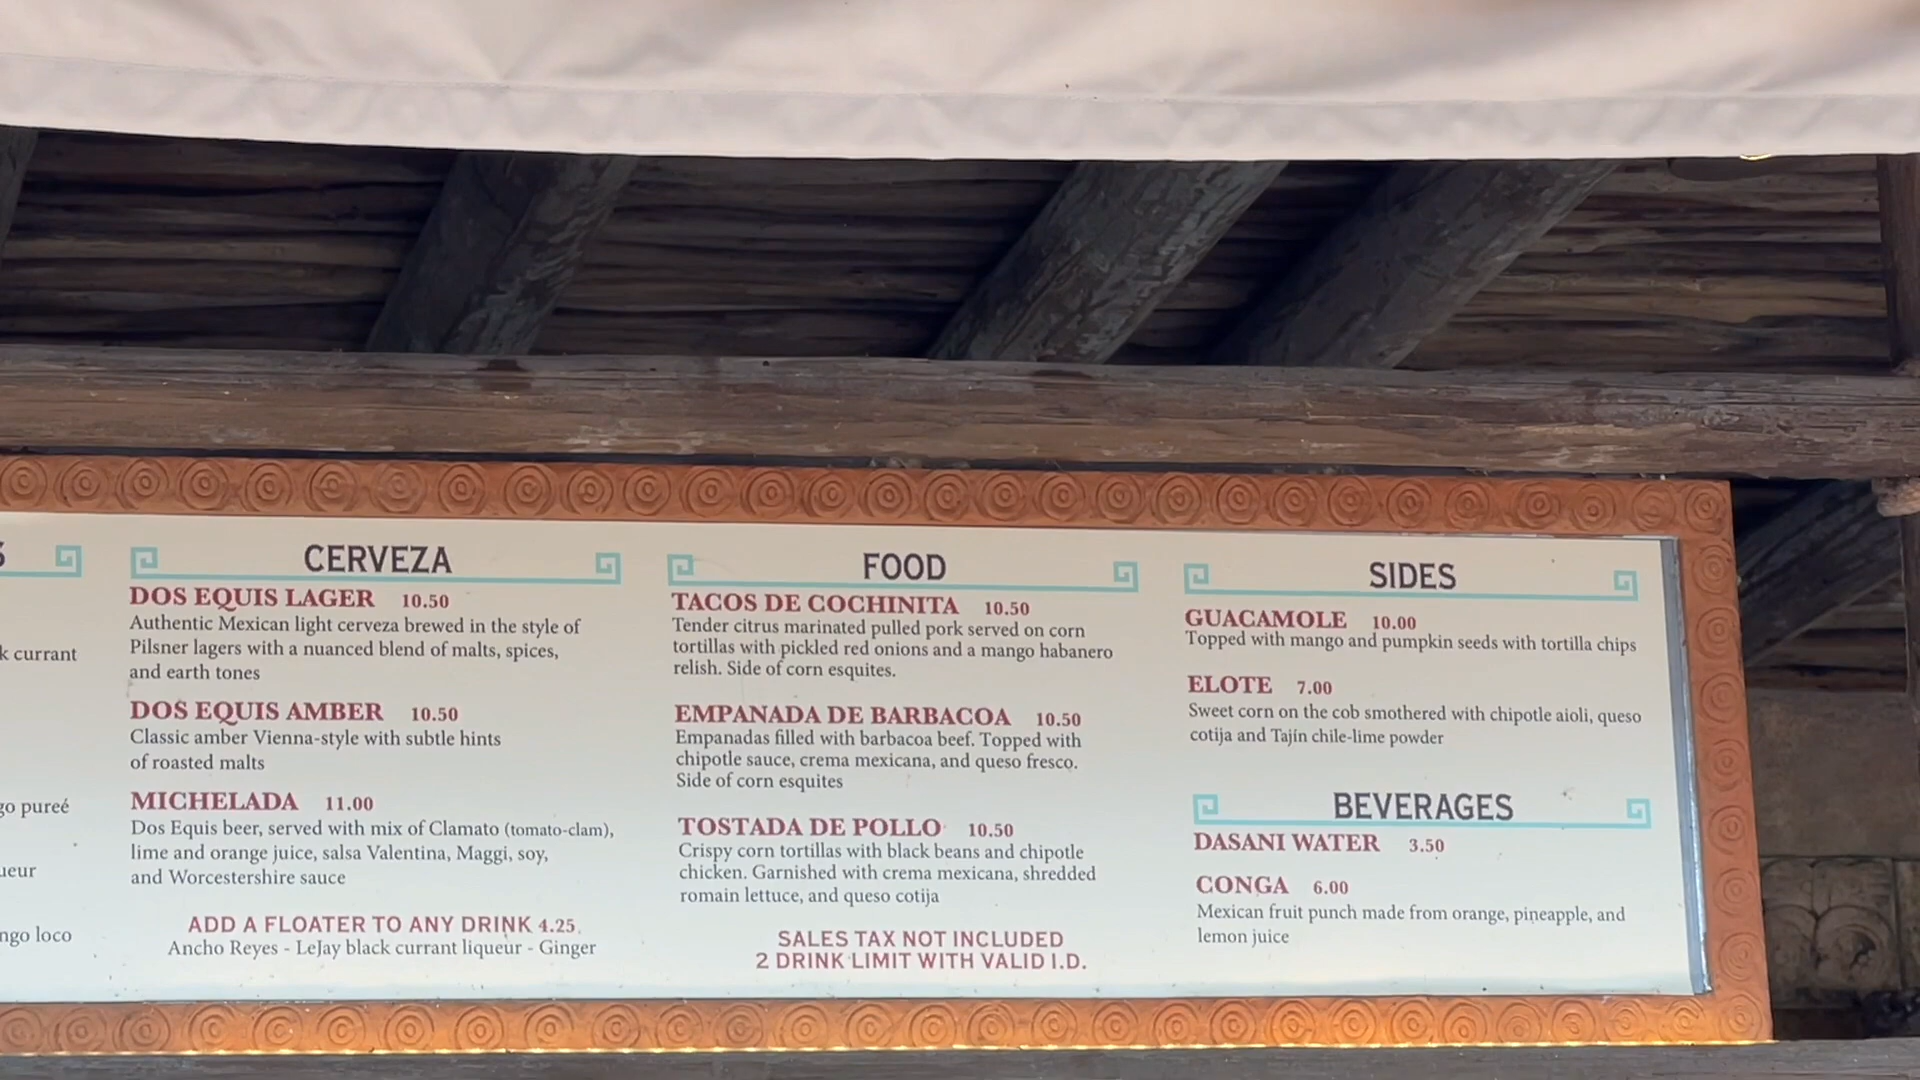 k currant
go pureé
ueur
ngo loco
CERVEZA
DOS EQUIS LAGER 10.50
Authentic Mexican light cerveza brewed in the style of
Pilsner lagers with a nuanced blend of malts, spices,
and earth tones
DOS EQUIS AMBER 10.50
Classic amber Vienna-style with subtle hints
of roasted malts
MICHELADA 11.00
Dos Equis beer, served with mix of Clamato (tomato-clam),
lime and orange juice, salsa Valentina, Maggi, soy,
and Worcestershire sauce
ADD A FLOATER TO ANY DRINK 4.25
Ancho Reyes - LeJay black currant liqueur - Ginger
FOOD
TACOS DE COCHINITA 10.50
Tender citrus marinated pulled pork served on corn
tortillas with pickled red onions and a mango habanero
relish. Side of corn esquites.
EMPANADA DE BARBACOA 10.50
Empanadas filled with barbacoa beef. Topped with
chipotle sauce, crema mexicana, and queso fresco.
Side of corn esquites
TOSTADA DE POLLO 10.50
Crispy corn tortillas with black beans and chipotle
chicken. Garnished with crema mexicana, shredded
romain lettuce, and queso cotija
SALES TAX NOT INCLUDED
2 DRINK LIMIT WITH VALID I.D.
SIDES
GUACAMOLE 10.00
Topped with mango and pumpkin seeds with tortilla chips
ELOTE 7.00
Sweet corn on the cob smothered with chipotle aioli, queso
cotija and Tajín chile-lime powder
BEVERAGES
DASANI WATER 3.50
CONGA 6.00
Mexican fruit punch made from orange, pineapple, and
lemon juice